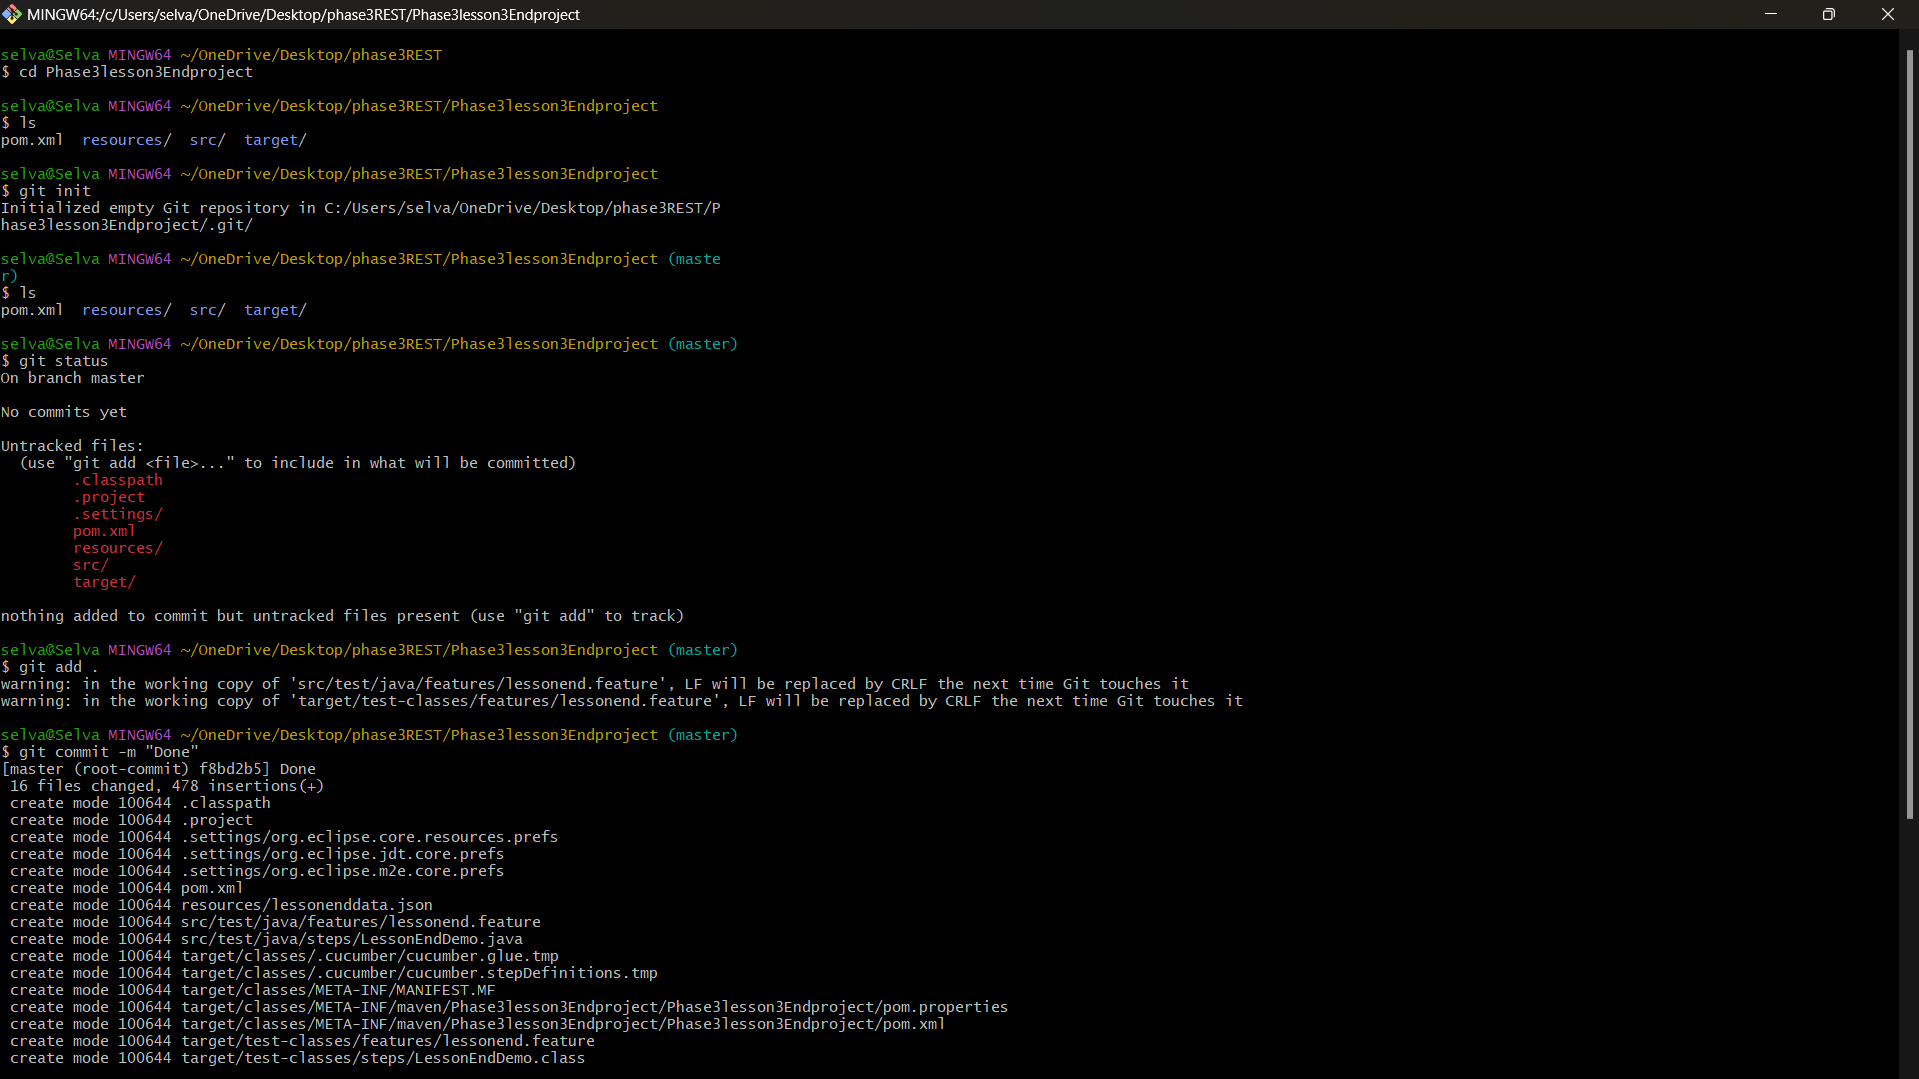 MINGW64:/c/Users/selva/OneDrive/Desktop/phase3REST/Phase3lesson3Endproject
selva@Selva MINGW64 ~/OneDrive/Desktop/phase3REST
$ cd Phase3lesson3Endproject
selva@Selva MINGW64 ~/OneDrive/Desktop/phase3REST/Phase3lesson3Endproject
$ ls
pom.xml  resources/  src/  target/
selva@Selva MINGW64 ~/OneDrive/Desktop/phase3REST/Phase3lesson3Endproject
$ git init
Initialized empty Git repository in C:/Users/selva/OneDrive/Desktop/phase3REST/P
hase3lesson3Endproject/.git/
selva@Selva MINGW64 ~/OneDrive/Desktop/phase3REST/Phase3lesson3Endproject (maste
r)
$ ls
pom.xml  resources/  src/  target/
selva@Selva MINGW64 ~/OneDrive/Desktop/phase3REST/Phase3lesson3Endproject (master)
$ git status
On branch master
No commits yet
Untracked files:
  (use "git add <file>..." to include in what will be committed)
        .classpath
        .project
        .settings/
        pom.xml
        resources/
        src/
        target/
nothing added to commit but untracked files present (use "git add" to track)
selva@Selva MINGW64 ~/OneDrive/Desktop/phase3REST/Phase3lesson3Endproject (master)
$ git add .
warning: in the working copy of 'src/test/java/features/lessonend.feature', LF will be replaced by CRLF the next time Git touches it
warning: in the working copy of 'target/test-classes/features/lessonend.feature', LF will be replaced by CRLF the next time Git touches it
selva@Selva MINGW64 ~/OneDrive/Desktop/phase3REST/Phase3lesson3Endproject (master)
$ git commit -m "Done"
[master (root-commit) f8bd2b5] Done
 16 files changed, 478 insertions(+)
 create mode 100644 .classpath
 create mode 100644 .project
 create mode 100644 .settings/org.eclipse.core.resources.prefs
 create mode 100644 .settings/org.eclipse.jdt.core.prefs
 create mode 100644 .settings/org.eclipse.m2e.core.prefs
 create mode 100644 pom.xml
 create mode 100644 resources/lessonenddata.json
 create mode 100644 src/test/java/features/lessonend.feature
 create mode 100644 src/test/java/steps/LessonEndDemo.java
 create mode 100644 target/classes/.cucumber/cucumber.glue.tmp
 create mode 100644 target/classes/.cucumber/cucumber.stepDefinitions.tmp
 create mode 100644 target/classes/META-INF/MANIFEST.MF
 create mode 100644 target/classes/META-INF/maven/Phase3lesson3Endproject/Phase3lesson3Endproject/pom.properties
 create mode 100644 target/classes/META-INF/maven/Phase3lesson3Endproject/Phase3lesson3Endproject/pom.xml
 create mode 100644 target/test-classes/features/lessonend.feature
 create mode 100644 target/test-classes/steps/LessonEndDemo.class